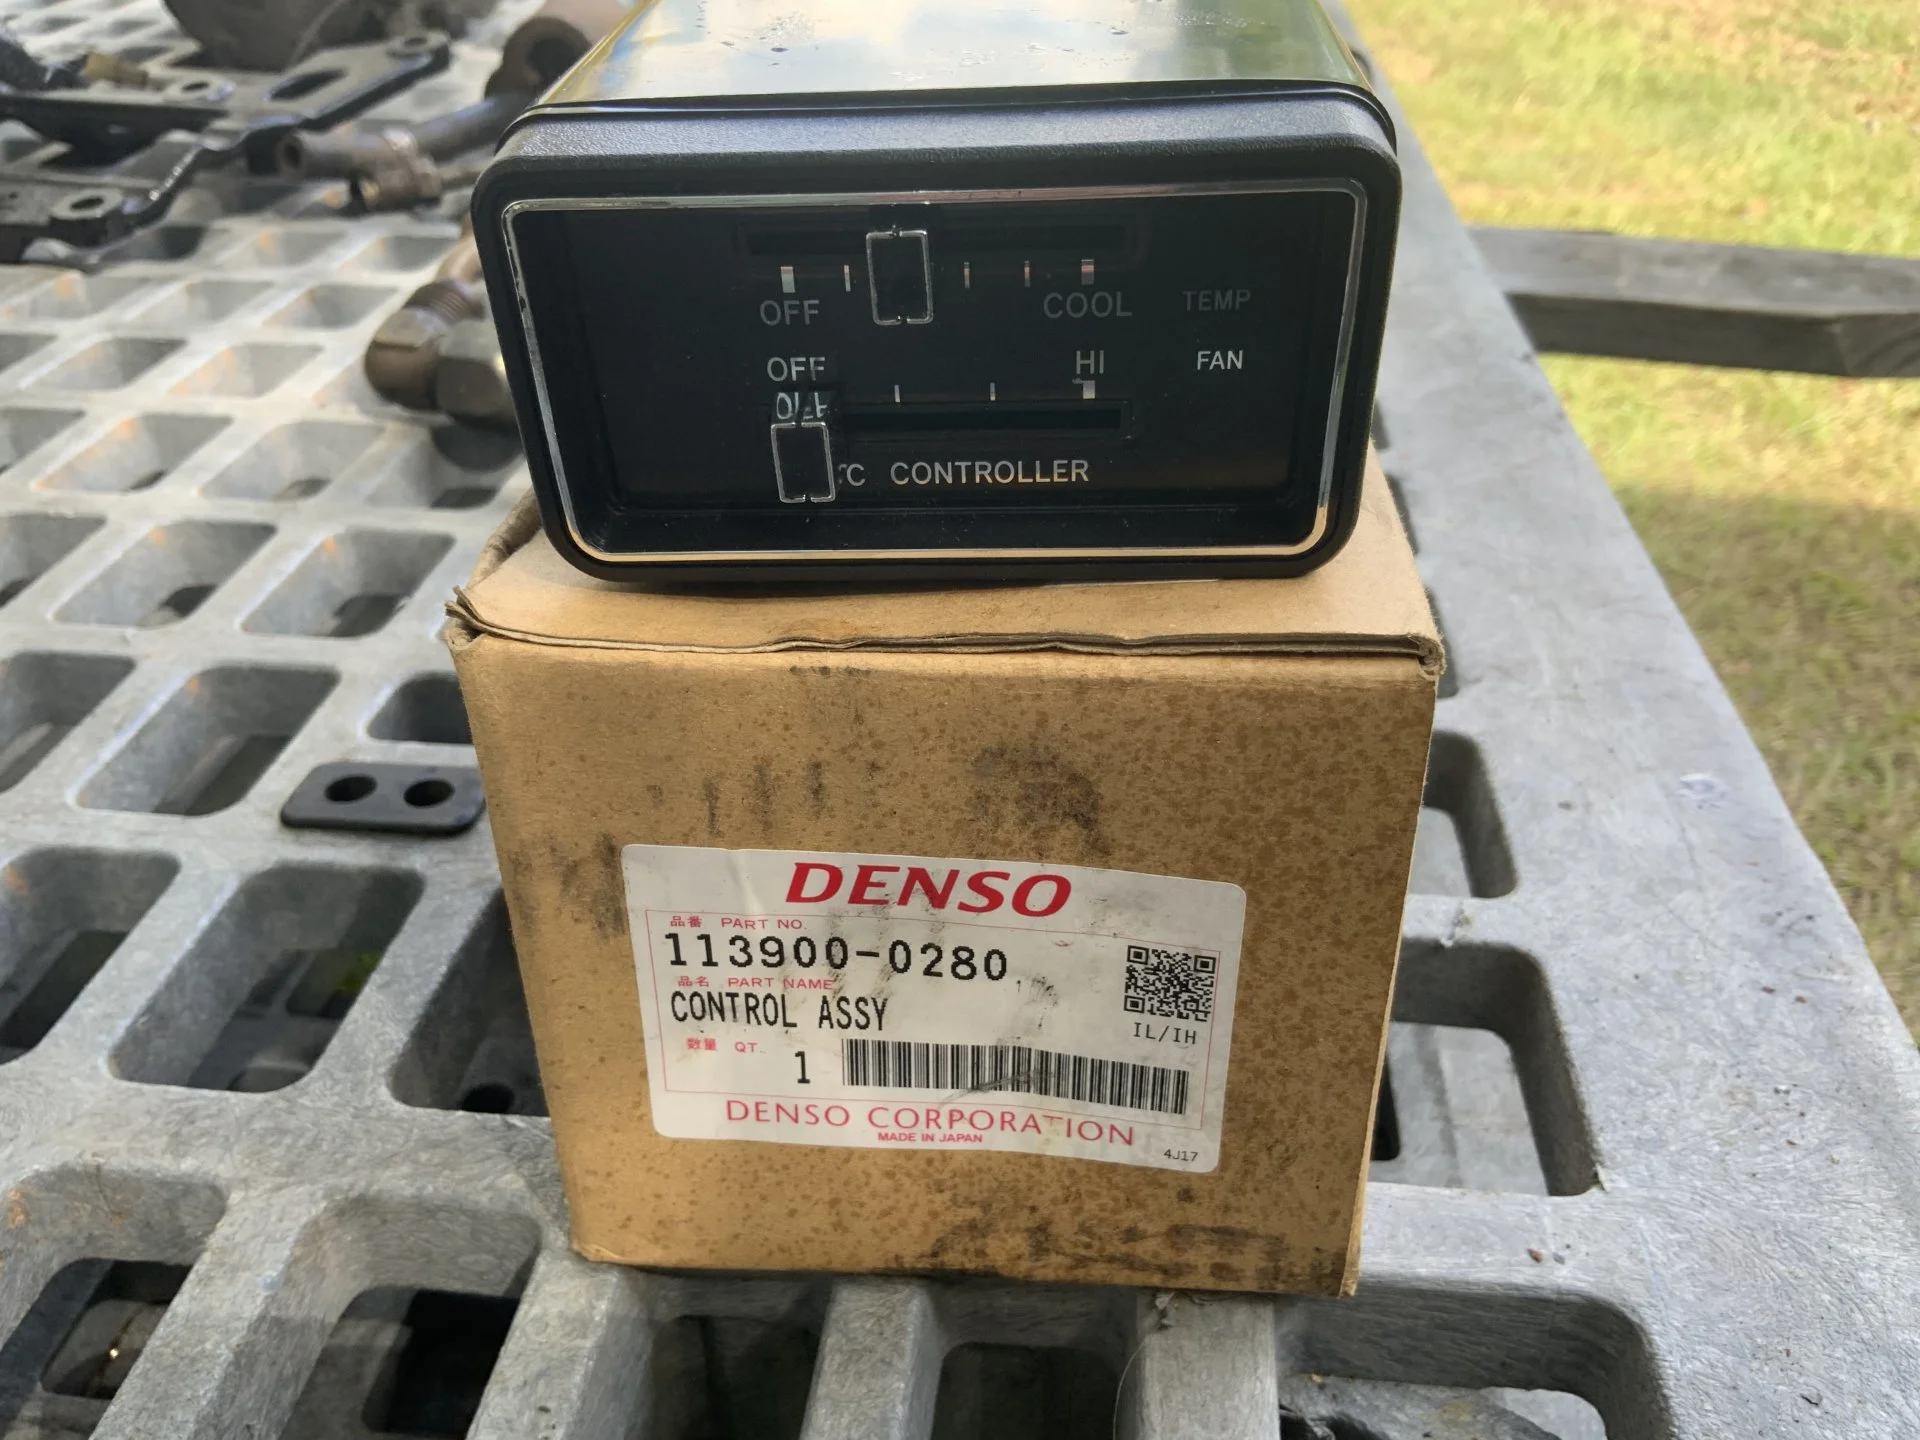 OFF COOL TEMP
OFF HI FAN
CONTROLLER
DENSO
品番 PART NO.
113900-0280
品名 PART NAME
CONTROL ASSY
IL/IH
数量 QT.
1
DENSO CORPORATION
MADE IN JAPAN
4J17